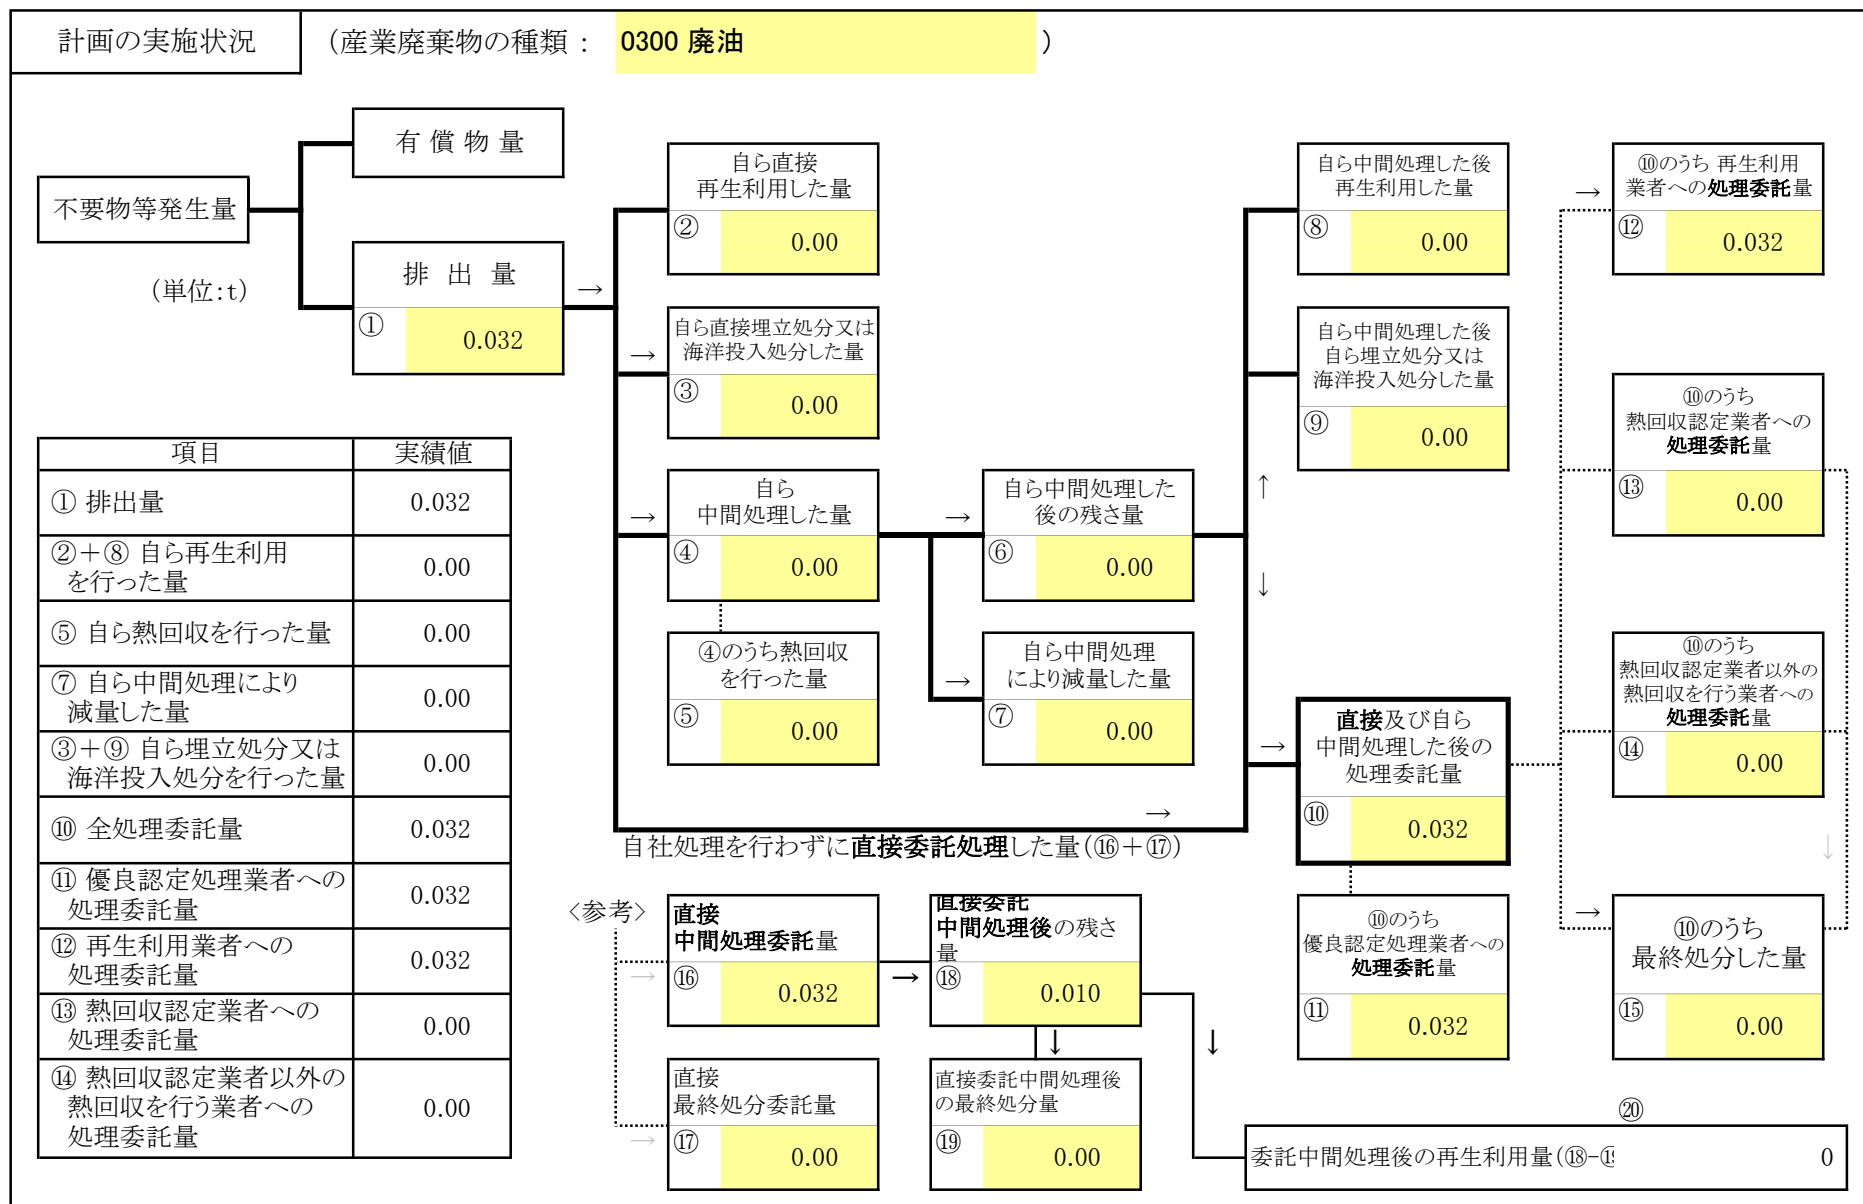 計画の実施状況
（産業廃棄物の種類： 0300 廃油 ）
有 償 物 量
不要物等発生量
（単位：t）
排 出 量
①
0.032
→
自ら直接
再生利用した量
②
0.00
→
自ら直接埋立処分又は
海洋投入処分した量
③
0.00
→
自ら
中間処理した量
④
0.00
④のうち熱回収
を行った量
⑤
0.00
→
自ら中間処理した
後の残さ量
⑥
0.00
→
自ら中間処理
により減量した量
⑦
0.00
自ら中間処理した後
再生利用した量
⑧
0.00
自ら中間処理した後
自ら埋立処分又は
海洋投入処分した量
⑨
0.00
↑
↓
→
直接及び自ら
中間処理した後の
処理委託量
⑩
0.032
⑩のうち
優良認定処理業者への
処理委託量
⑪
0.032
→
⑩のうち 再生利用
業者への処理委託量
⑫
0.032
⑩のうち
熱回収認定業者への
処理委託量
⑬
0.00
⑩のうち
熱回収認定業者以外の
熱回収を行う業者への
処理委託量
⑭
0.00
↓
→
⑩のうち
最終処分した量
⑮
0.00
→
自社処理を行わずに直接委託処理した量（⑯＋⑰）
〈参考〉
→
直接
中間処理委託量
⑯
0.032
→
直接委託
中間処理後の残さ
量
⑱
0.010
↓
↓
→
直接
最終処分委託量
⑰
0.00
直接委託中間処理後
の最終処分量
⑲
0.00
⑳
委託中間処理後の再生利用量（⑱−⑲
0
項目 実績値
① 排出量 0.032
②＋⑧ 自ら再生利用
を行った量 0.00
⑤ 自ら熱回収を行った量 0.00
⑦ 自ら中間処理により
減量した量 0.00
③＋⑨ 自ら埋立処分又は
海洋投入処分を行った量 0.00
⑩ 全処理委託量 0.032
⑪ 優良認定処理業者への
処理委託量 0.032
⑫ 再生利用業者への
処理委託量 0.032
⑬ 熱回収認定業者への
処理委託量 0.00
⑭ 熱回収認定業者以外の
熱回収を行う業者への
処理委託量 0.00